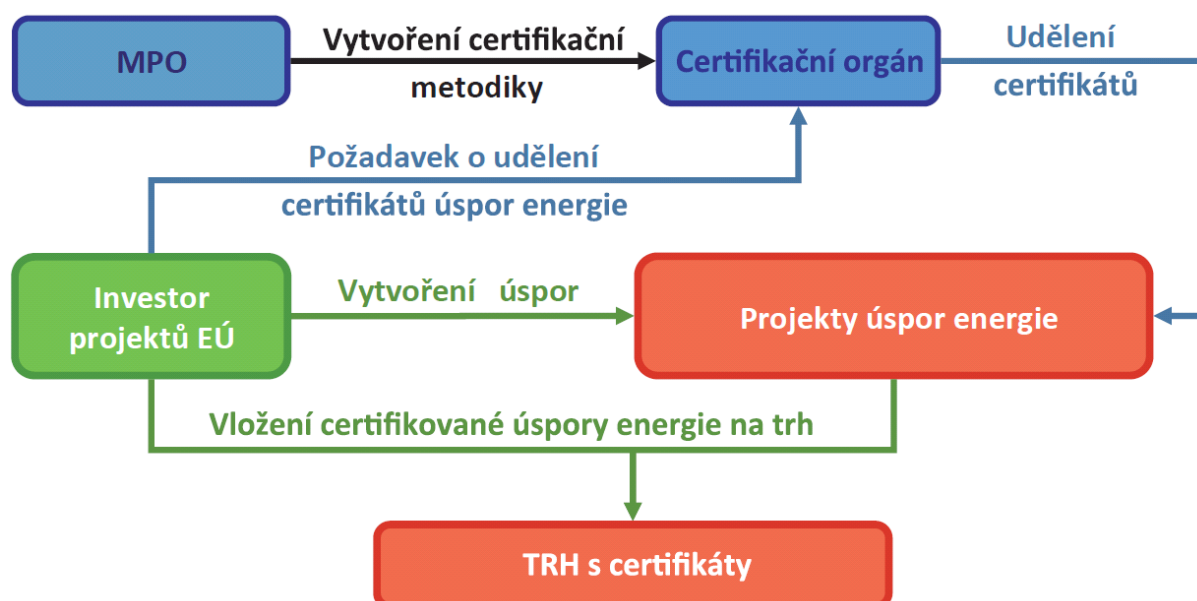 MPO
Vytvoření certifikační
metodiky
Certifikační orgán
Udělení
certifikátů
Požadavek o udělení
certifikátů úspor energie
Investor
projektů EÚ
Vytvoření úspor
Projekty úspor energie
Vložení certifikované úspory energie na trh
TRH s certifikáty